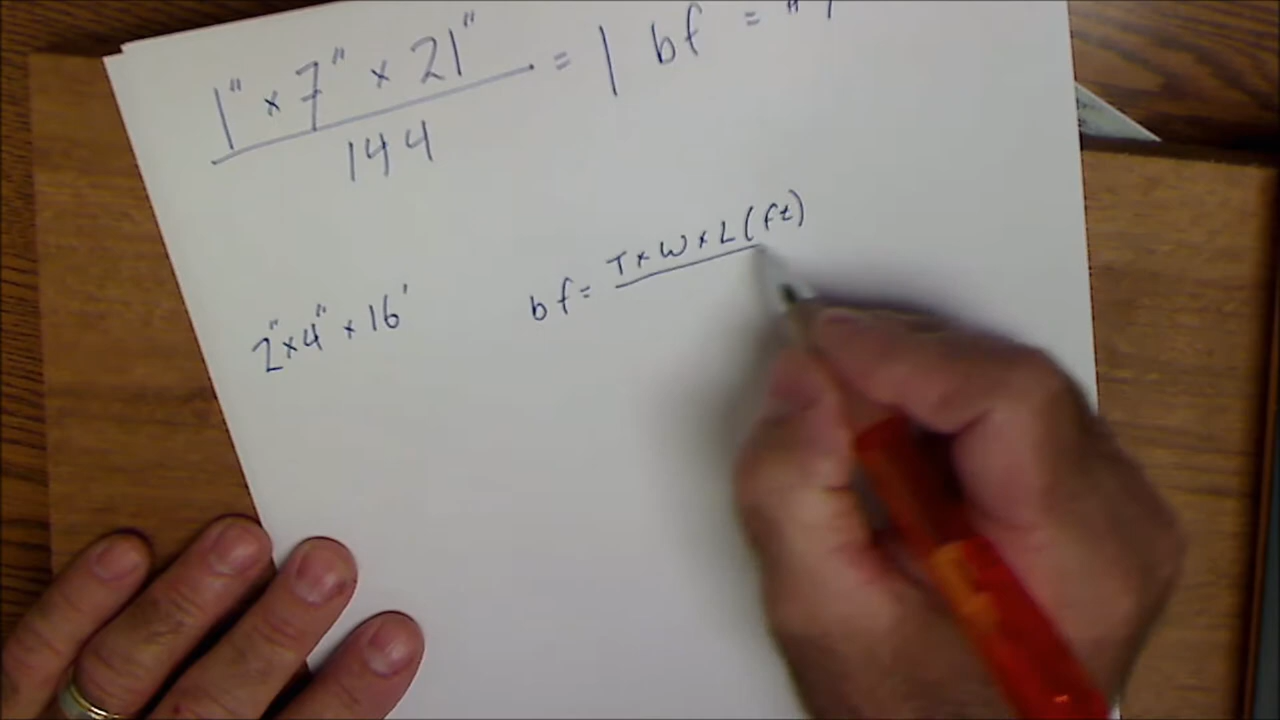 1" × 7" × 21" = 1 bf =
144
2" × 4" × 16' bf = T × W × L (ft)